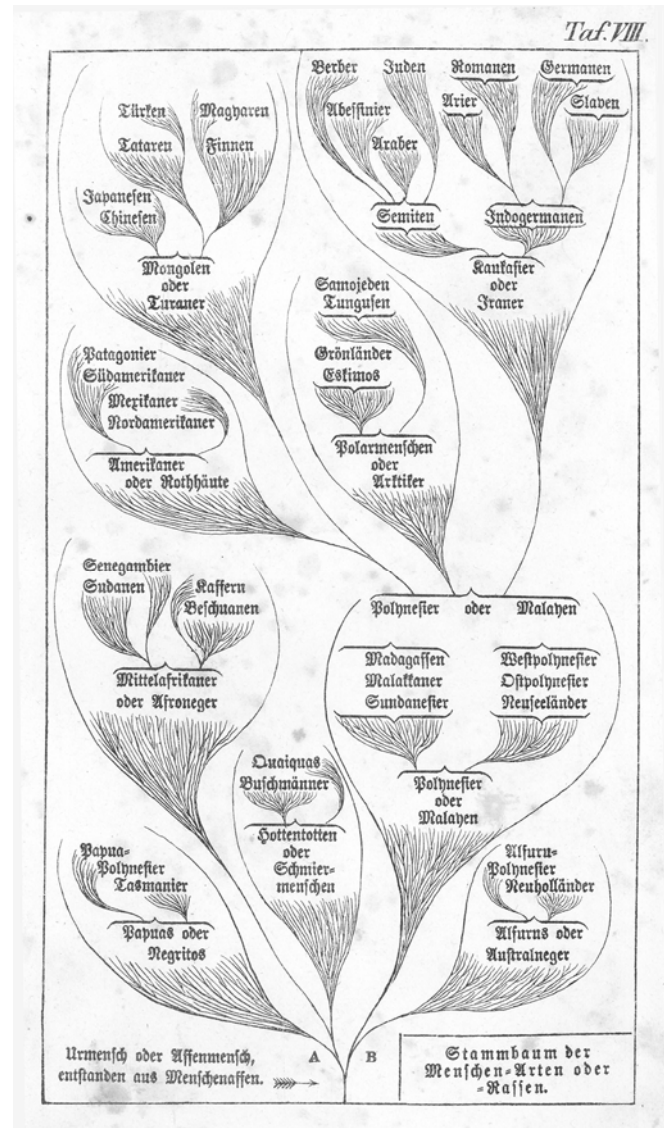 Taf. VIII.
Berber
Juden
Romanen
Germanen
Abessinier
Arier
Slaven
Araber
Semiten
Indogermanen
Kaukasier
oder
Iraner
Türken
Magyaren
Tataren
Finnen
Japanesen
Chinesen
Mongolen
oder
Turaner
Samojeden
Tungusen
Grönländer
Eskimos
Polarmenschen
oder
Arktiker
Patagonier
Südamerikaner
Mexikaner
Nordamerikaner
Amerikaner
oder Rothhäute
Senegambier
Sudanen
Kaffern
Beschuanen
Mittelafrikaner
oder Afroneger
Polynesier oder Malayen
Madagassen
Malakkaner
Sundanesier
Westpolynesier
Ostpolynesier
Neuseeländer
Polynesier
oder
Malayen
Quaiquas
Buschmänner
Hottentotten
oder
Schmier-
menschen
Papua-
Polynesier
Tasmanier
Papuas oder
Negritos
Alfuru-
Polynesier
Neuholländer
Alfurus oder
Australneger
Urmensch oder Affenmensch,
entstanden aus Menschenaffen.
A
B
Stammbaum der
Menschen-Arten oder
-Rassen.